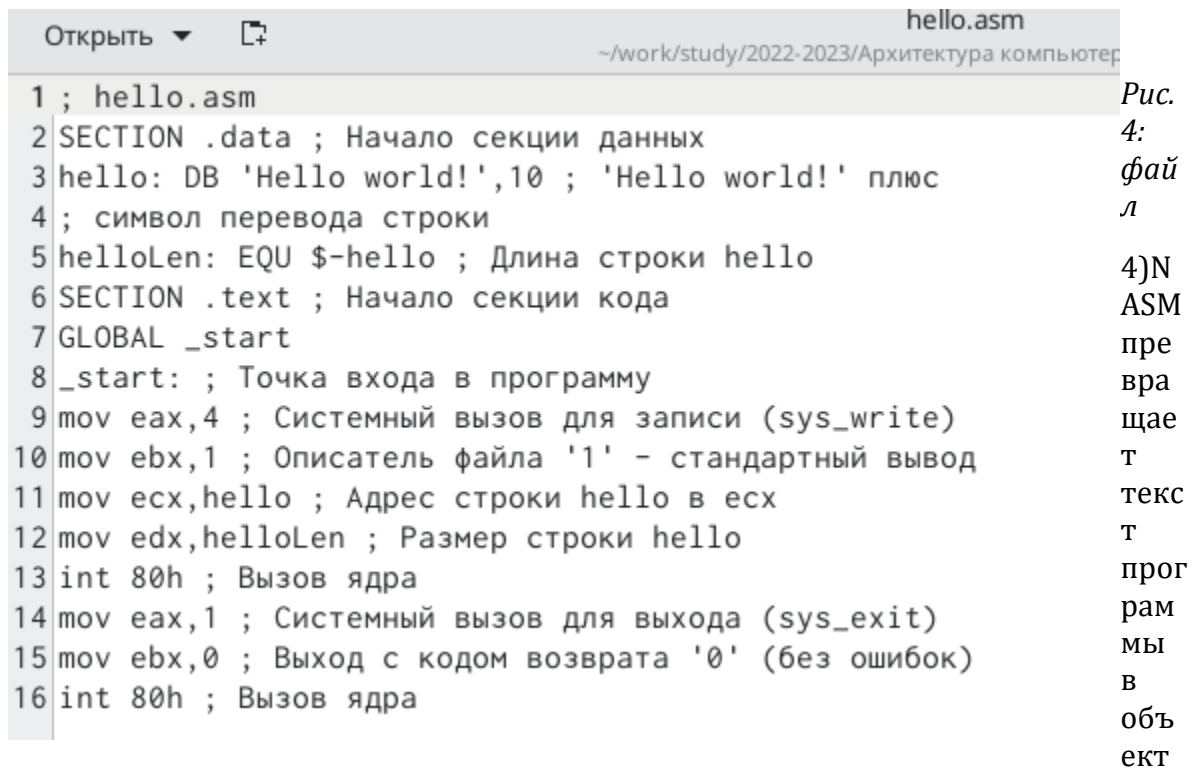 Открыть
hello.asm
~/work/study/2022-2023/Архитектура компьютер
1 ; hello.asm
2 SECTION .data ; Начало секции данных
3 hello: DB 'Hello world!',10 ; 'Hello world!' плюс
4 ; символ перевода строки
5 helloLen: EQU $-hello ; Длина строки hello
6 SECTION .text ; Начало секции кода
7 GLOBAL _start
8 _start: ; Точка входа в программу
9 mov eax,4 ; Системный вызов для записи (sys_write)
10 mov ebx,1 ; Описатель файла '1' - стандартный вывод
11 mov ecx,hello ; Адрес строки hello в ecx
12 mov edx,helloLen ; Размер строки hello
13 int 80h ; Вызов ядра
14 mov eax,1 ; Системный вызов для выхода (sys_exit)
15 mov ebx,0 ; Выход с кодом возврата '0' (без ошибок)
16 int 80h ; Вызов ядра
Рис.
4:
фай
л
4)N
ASM
пре
вра
щае
т
текс
т
прог
рам
мы
в
объ
ект